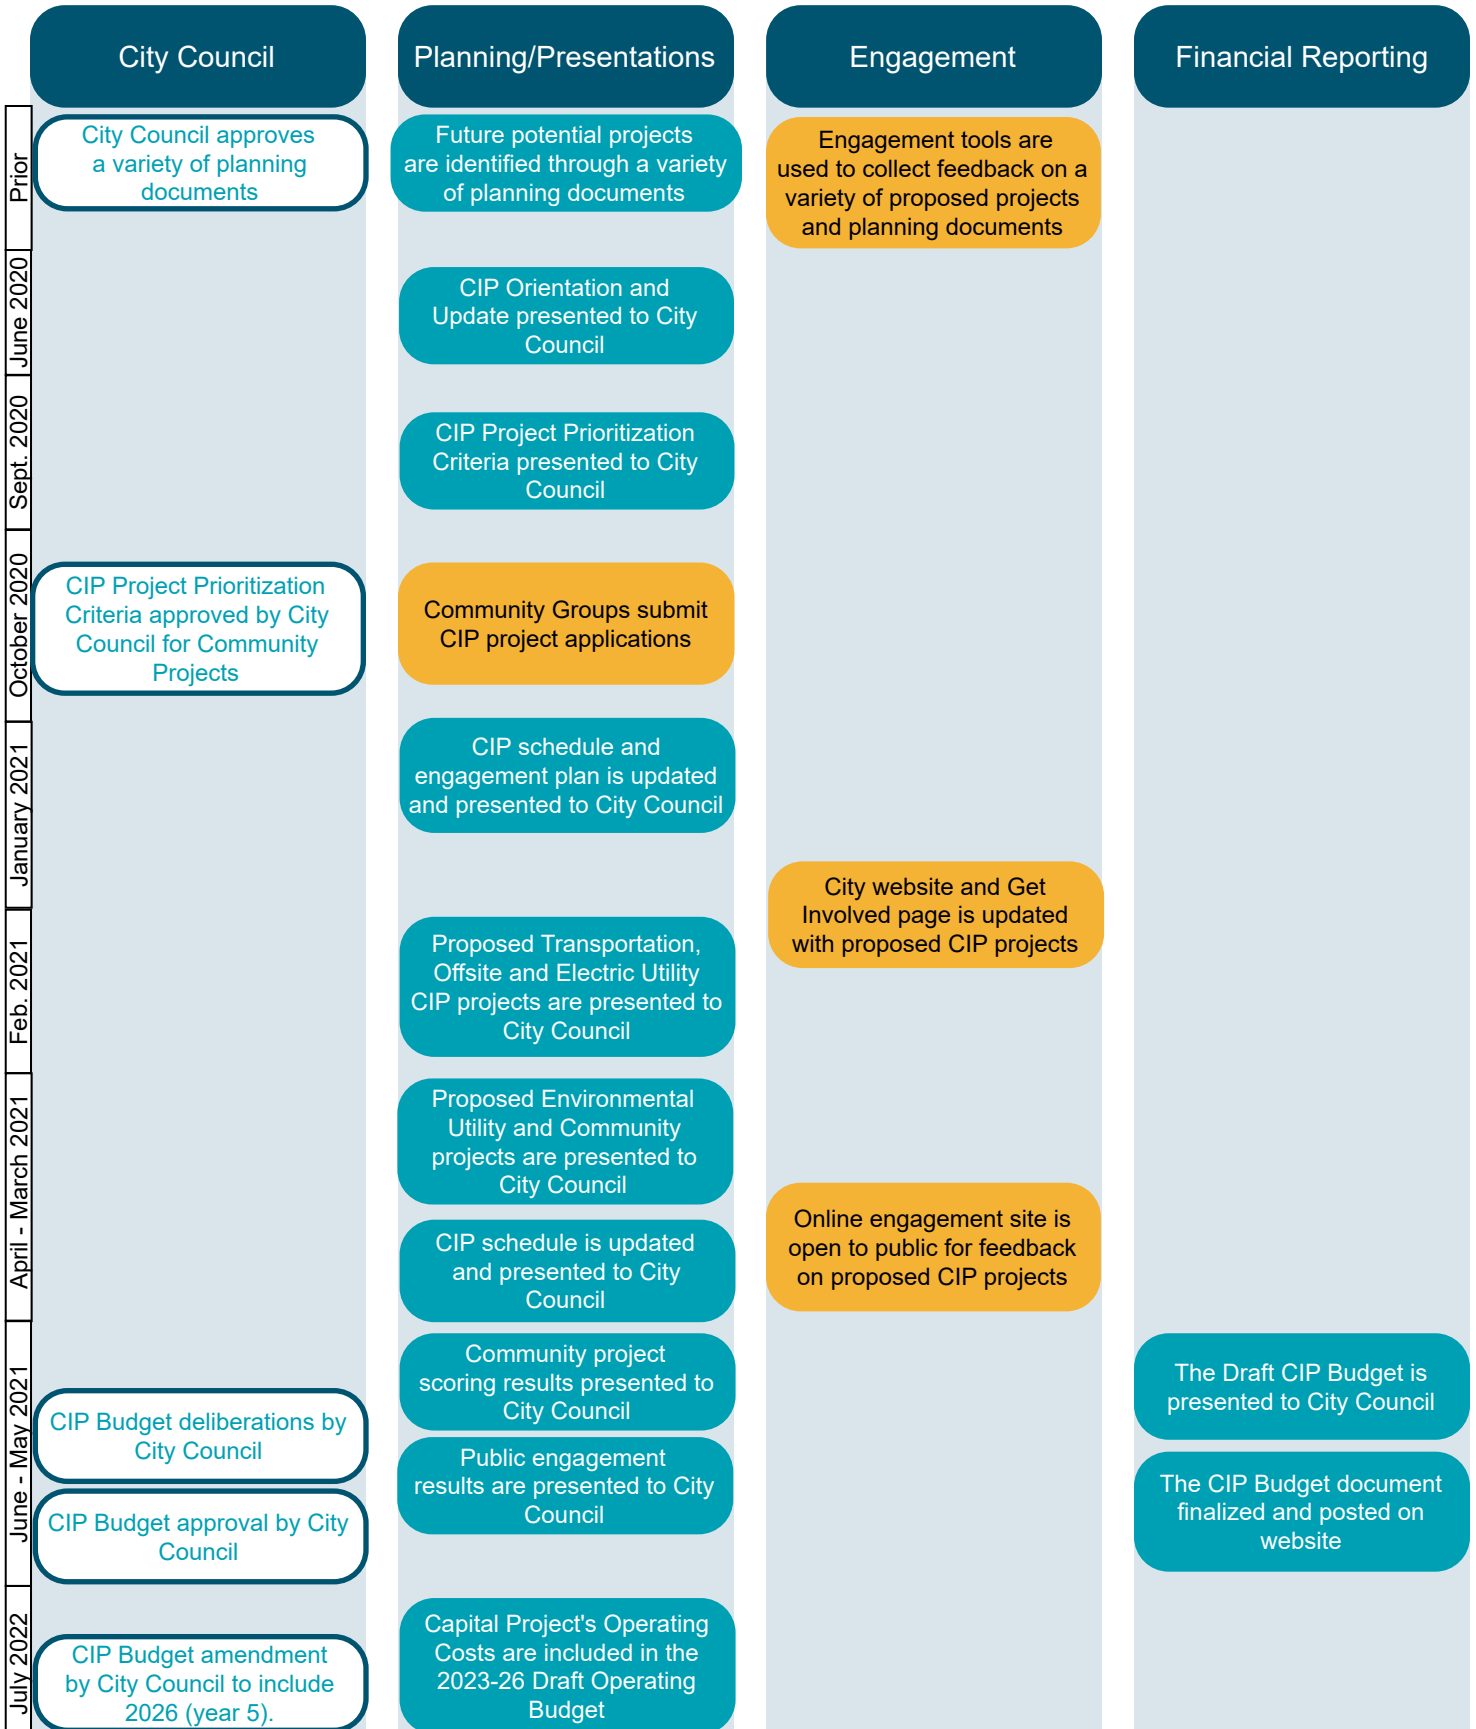 City Council
Planning/Presentations
Engagement
Financial Reporting
Prior
City Council approves
a variety of planning
documents
Future potential projects
are identified through a variety
of planning documents
Engagement tools are
used to collect feedback on a
variety of proposed projects
and planning documents
June 2020
CIP Orientation and
Update presented to City
Council
Sept. 2020
CIP Project Prioritization
Criteria presented to City
Council
October 2020
CIP Project Prioritization
Criteria approved by City
Council for Community
Projects
Community Groups submit
CIP project applications
January 2021
CIP schedule and
engagement plan is updated
and presented to City Council
City website and Get
Involved page is updated
with proposed CIP projects
Feb. 2021
Proposed Transportation,
Offsite and Electric Utility
CIP projects are presented to
City Council
April - March 2021
Proposed Environmental
Utility and Community
projects are presented to
City Council
Online engagement site is
open to public for feedback
on proposed CIP projects
CIP schedule is updated
and presented to City
Council
June - May 2021
Community project
scoring results presented to
City Council
The Draft CIP Budget is
presented to City Council
CIP Budget deliberations by
City Council
Public engagement
results are presented to City
Council
The CIP Budget document
finalized and posted on
website
CIP Budget approval by City
Council
July 2022
CIP Budget amendment
by City Council to include
2026 (year 5).
Capital Project's Operating
Costs are included in the
2023-26 Draft Operating
Budget